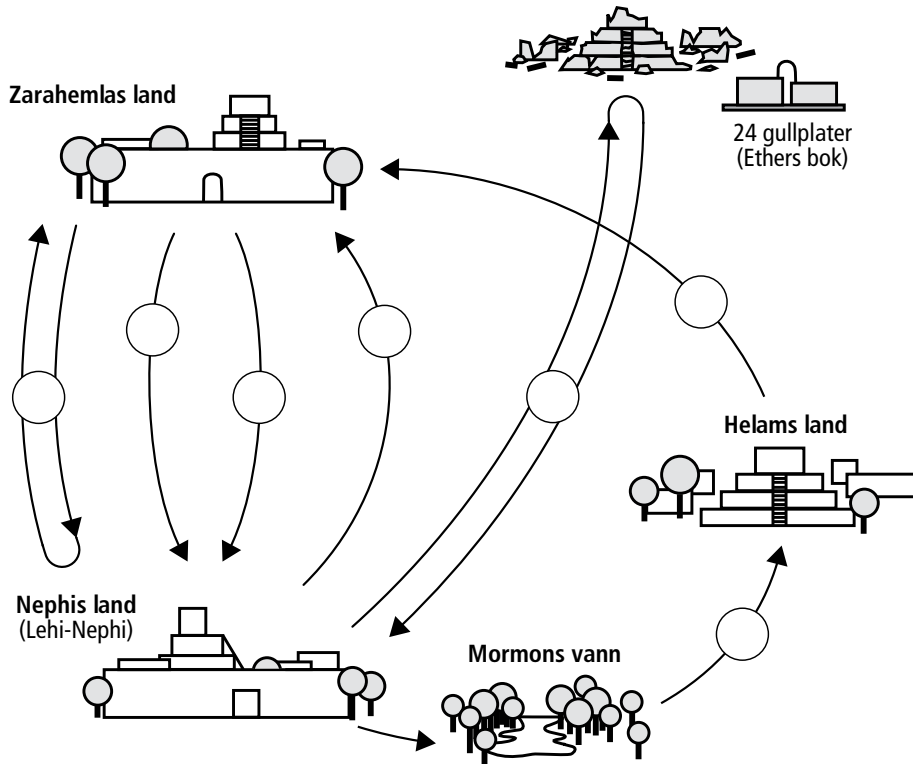 Zarahemlas land
24 gullplater
(Ethers bok)
Helams land
Nephis land
(Lehi-Nephi)
Mormons vann